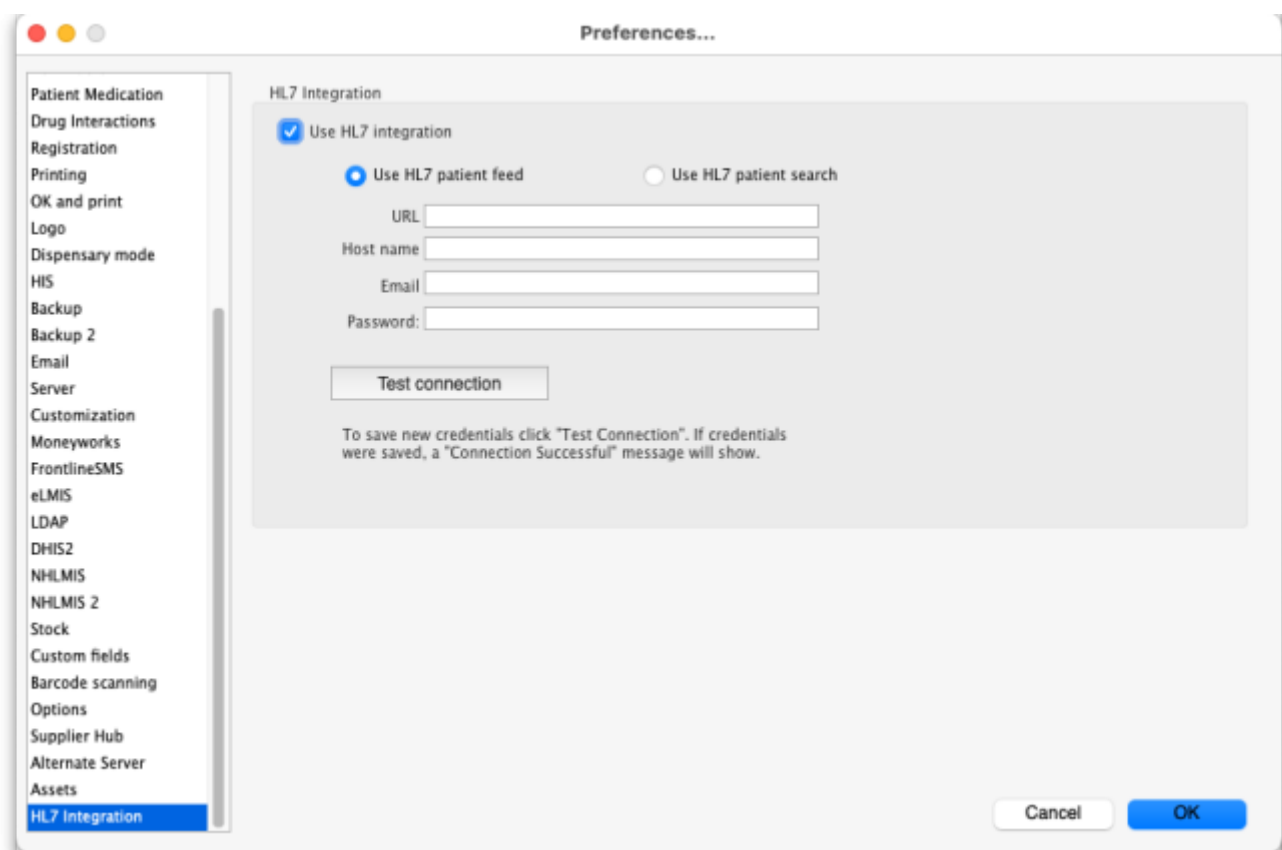 Preferences...
Patient Medication
Drug Interactions
Registration
Printing
OK and print
Logo
Dispensary mode
HIS
Backup
Backup 2
Email
Server
Customization
Moneyworks
FrontlineSMS
eLMIS
LDAP
DHIS2
NHLMIS
NHLMIS 2
Stock
Custom fields
Barcode scanning
Options
Supplier Hub
Alternate Server
Assets
HL7 Integration
HL7 Integration
Use HL7 integration
Use HL7 patient feed Use HL7 patient search
URL
Host name
Email
Password:
Test connection
To save new credentials click "Test Connection". If credentials
were saved, a "Connection Successful" message will show.
Cancel OK